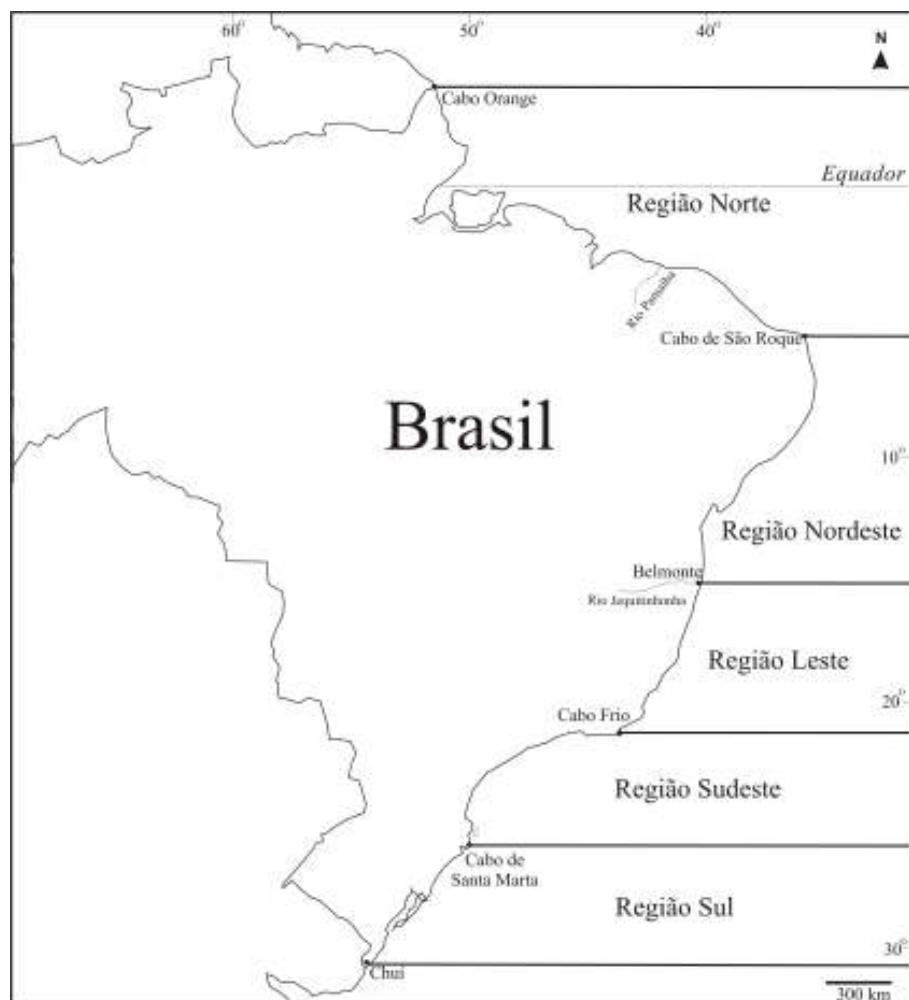 60°
50°
40°
N
Cabo Orange
Equador
Região Norte
Rio Parnaíba
Cabo de São Roque
Brasil
10°
Região Nordeste
Belmonte
Rio Jequitinhonha
Região Leste
20°
Cabo Frio
Região Sudeste
Cabo de
Santa Marta
Região Sul
30°
Chuí
300 km